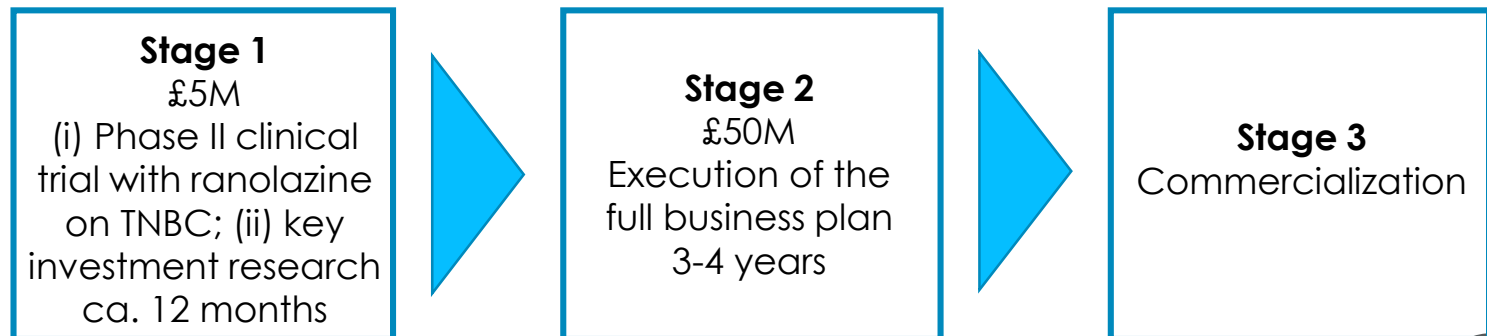 Stage 1
£5M
(i) Phase II clinical
trial with ranolazine
on TNBC; (ii) key
investment research
ca. 12 months
Stage 2
£50M
Execution of the
full business plan
3-4 years
Stage 3
Commercialization